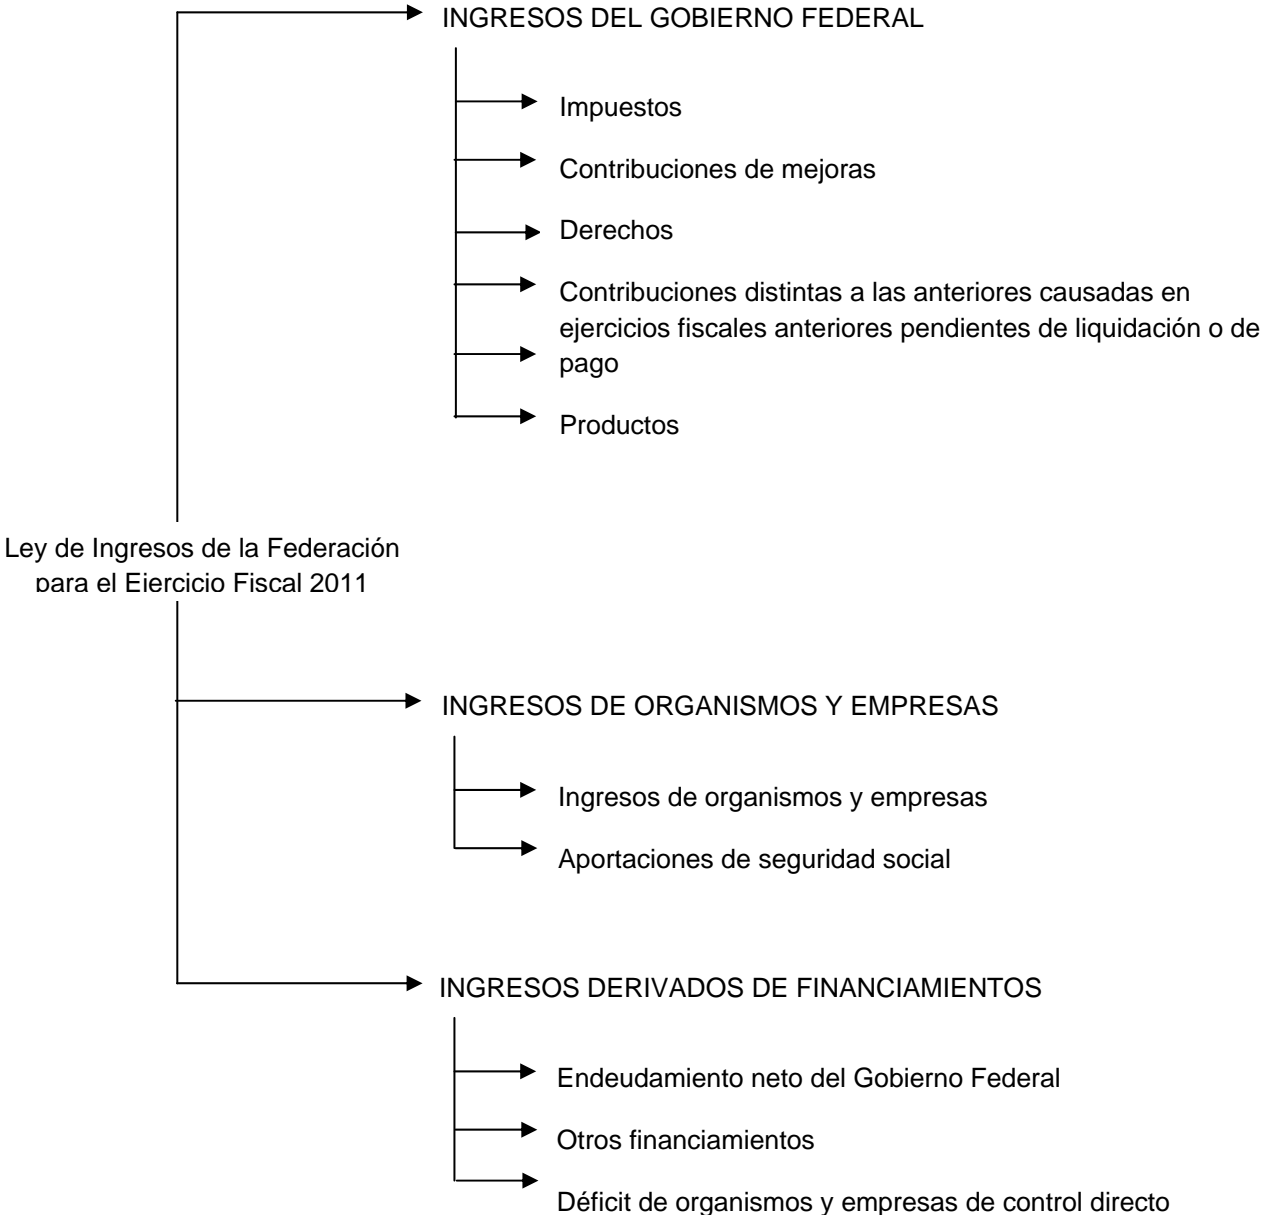 INGRESOS DEL GOBIERNO FEDERAL
Impuestos
Contribuciones de mejoras
Derechos
Contribuciones distintas a las anteriores causadas en
ejercicios fiscales anteriores pendientes de liquidación o de
pago
Productos
Ley de Ingresos de la Federación
para el Ejercicio Fiscal 2011
INGRESOS DE ORGANISMOS Y EMPRESAS
Ingresos de organismos y empresas
Aportaciones de seguridad social
INGRESOS DERIVADOS DE FINANCIAMIENTOS
Endeudamiento neto del Gobierno Federal
Otros financiamientos
Déficit de organismos y empresas de control directo